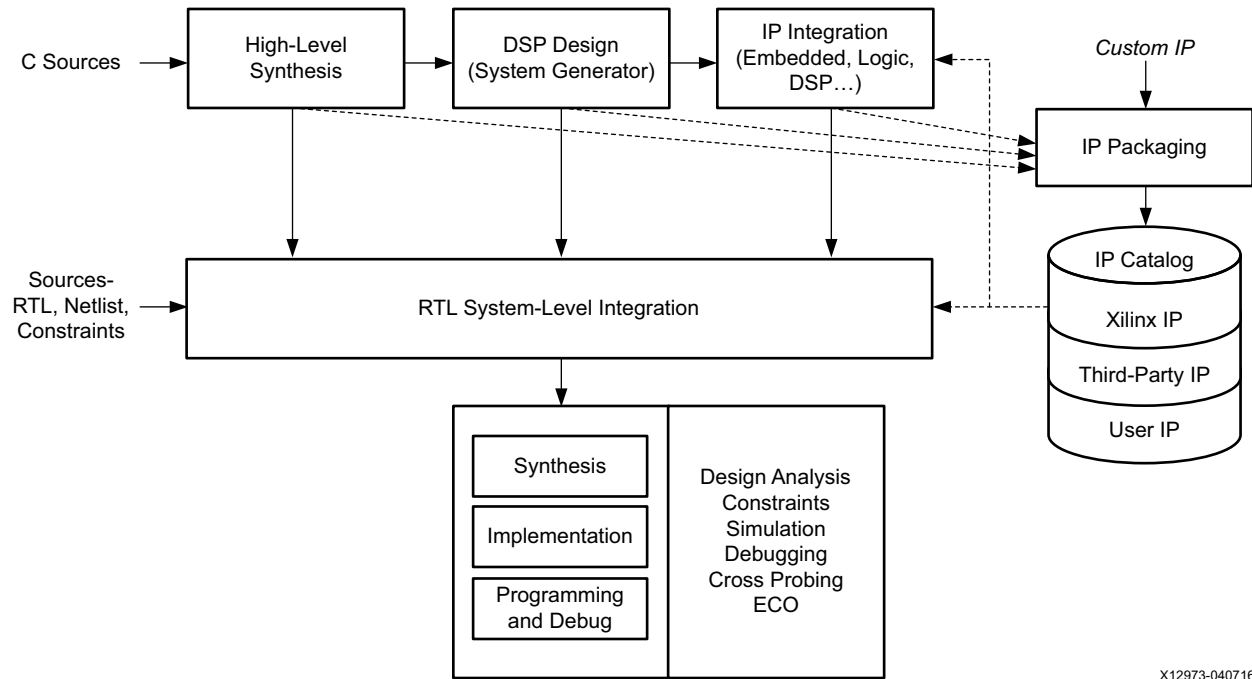 C Sources
High-Level
Synthesis
DSP Design
(System Generator)
IP Integration
(Embedded, Logic,
DSP…)
Custom IP
IP Packaging
Sources-
RTL, Netlist,
Constraints
RTL System-Level Integration
IP Catalog
Xilinx IP
Third-Party IP
User IP
Synthesis
Implementation
Programming
and Debug
Design Analysis
Constraints
Simulation
Debugging
Cross Probing
ECO
X12973-040716